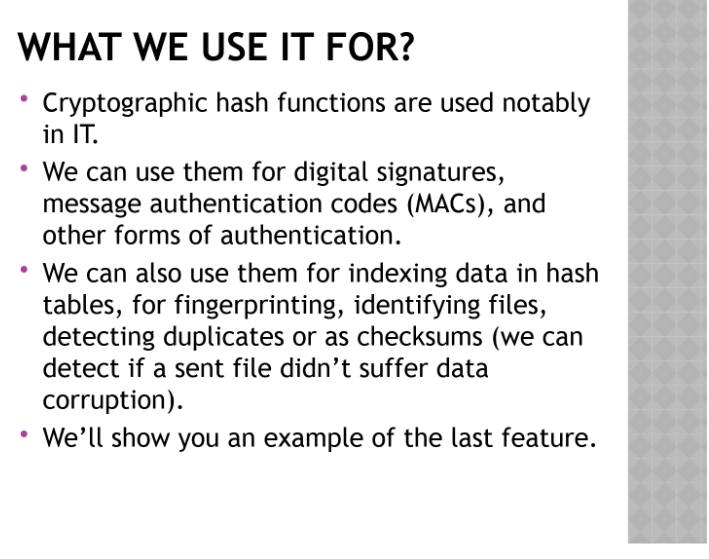 WHAT WE USE IT FOR?
• Cryptographic hash functions are used notably
in IT.
• We can use them for digital signatures,
message authentication codes (MACs), and
other forms of authentication.
• We can also use them for indexing data in hash
tables, for fingerprinting, identifying files,
detecting duplicates or as checksums (we can
detect if a sent file didn’t suffer data
corruption).
• We’ll show you an example of the last feature.